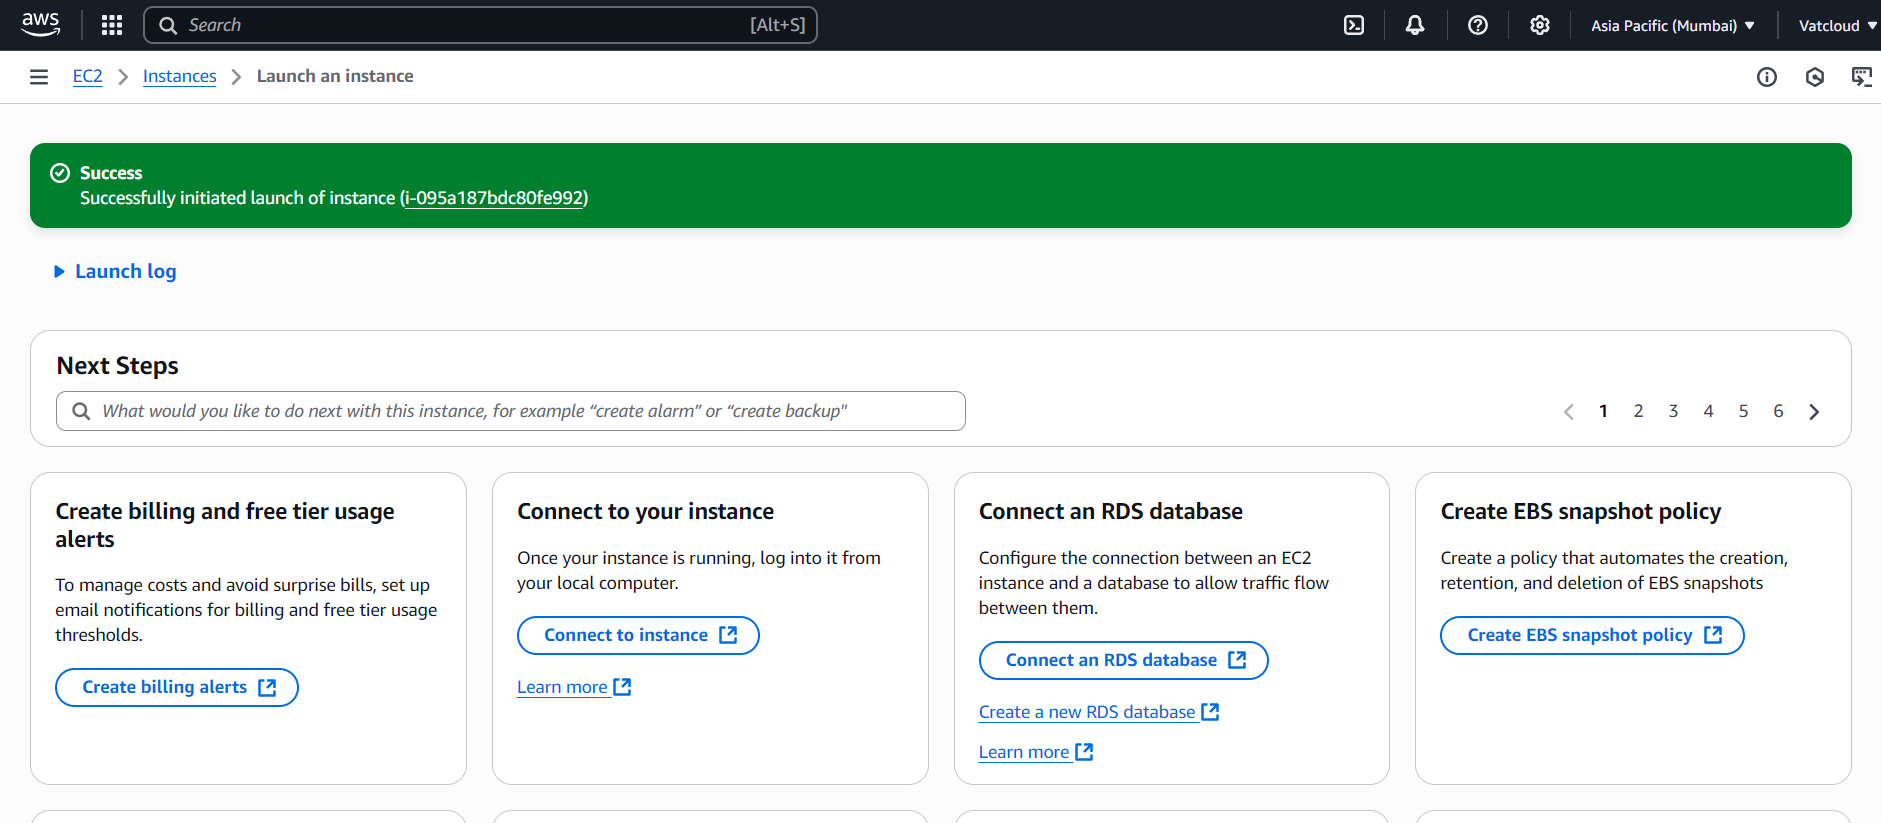 aws
Search [Alt+S]
Asia Pacific (Mumbai)
Vatcloud
EC2 Instances Launch an instance
Success
Successfully initiated launch of instance (i-095a187bdc80fe992)
Launch log
Next Steps
What would you like to do next with this instance, for example “create alarm” or “create backup"
1 2 3 4 5 6
Create billing and free tier usage
alerts
To manage costs and avoid surprise bills, set up
email notifications for billing and free tier usage
thresholds.
Create billing alerts
Connect to your instance
Once your instance is running, log into it from
your local computer.
Connect to instance
Learn more
Connect an RDS database
Configure the connection between an EC2
instance and a database to allow traffic flow
between them.
Connect an RDS database
Create a new RDS database
Learn more
Create EBS snapshot policy
Create a policy that automates the creation,
retention, and deletion of EBS snapshots
Create EBS snapshot policy